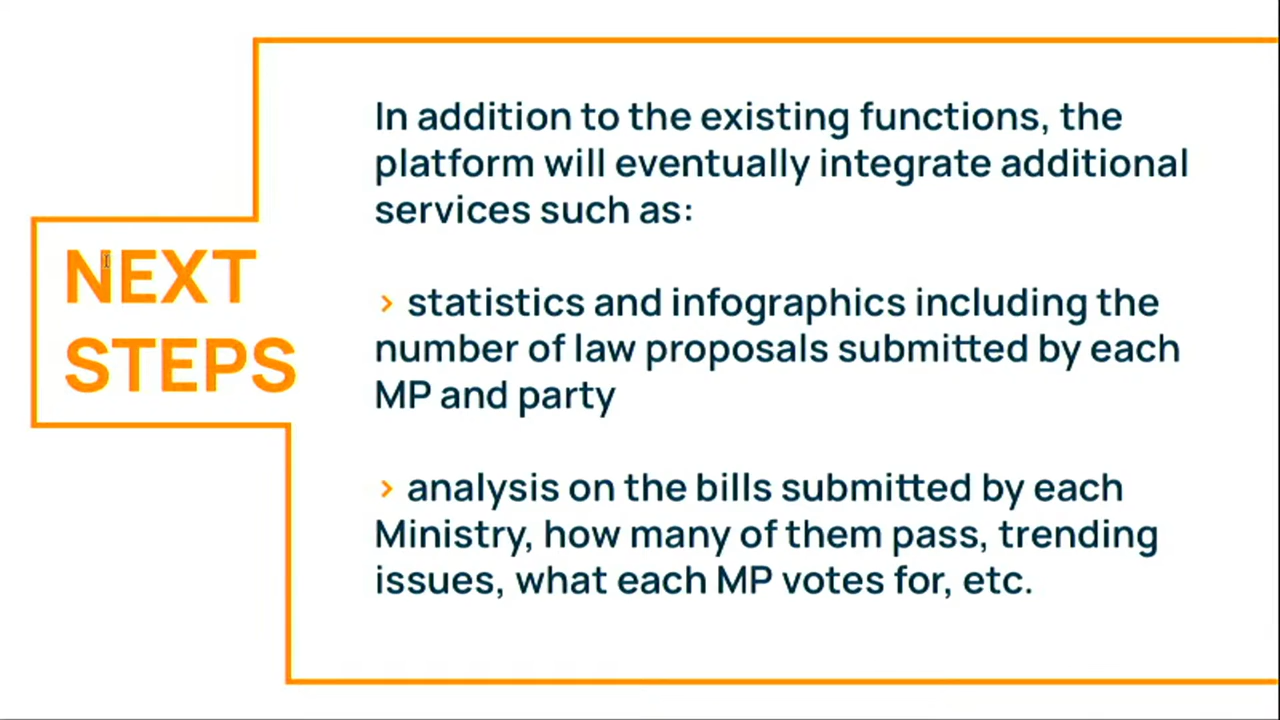 NEXT
STEPS
In addition to the existing functions, the
platform will eventually integrate additional
services such as:
> statistics and infographics including the
number of law proposals submitted by each
MP and party
> analysis on the bills submitted by each
Ministry, how many of them pass, trending
issues, what each MP votes for, etc.